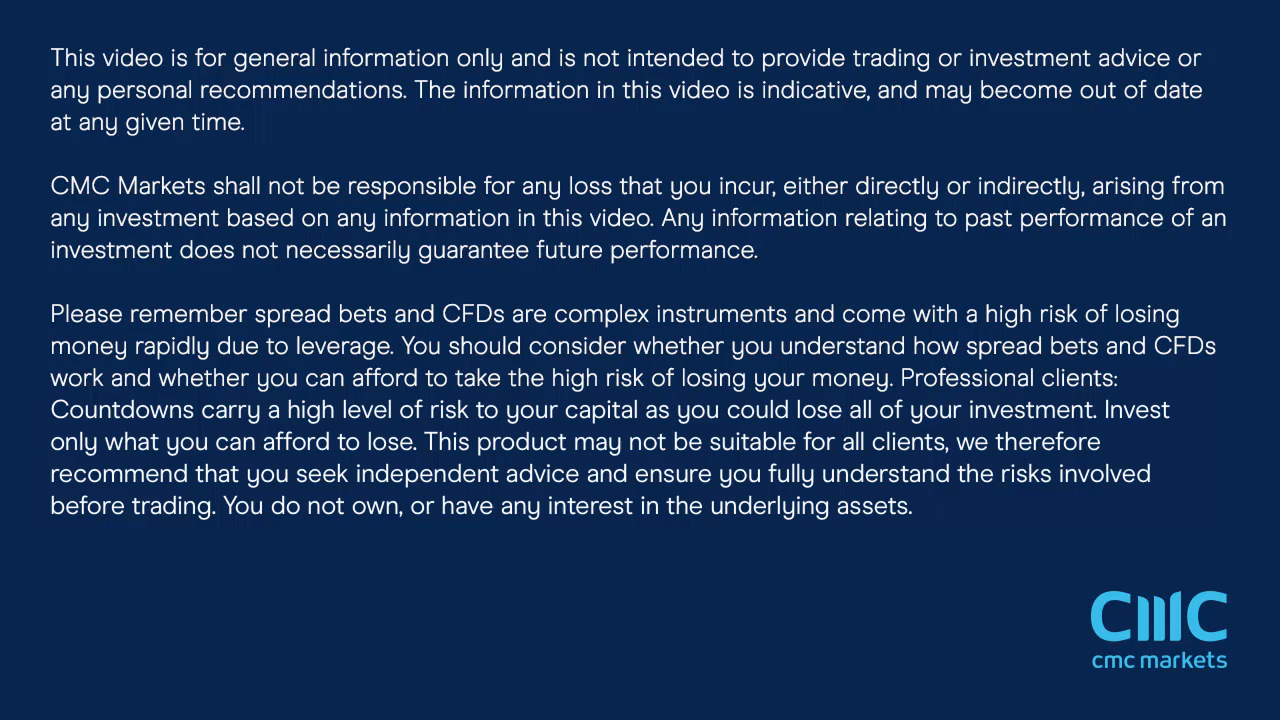 This video is for general information only and is not intended to provide trading or investment advice or
any personal recommendations. The information in this video is indicative, and may become out of date
at any given time.
CMC Markets shall not be responsible for any loss that you incur, either directly or indirectly, arising from
any investment based on any information in this video. Any information relating to past performance of an
investment does not necessarily guarantee future performance.
Please remember spread bets and CFDs are complex instruments and come with a high risk of losing
money rapidly due to leverage. You should consider whether you understand how spread bets and CFDs
work and whether you can afford to take the high risk of losing your money. Professional clients:
Countdowns carry a high level of risk to your capital as you could lose all of your investment. Invest
only what you can afford to lose. This product may not be suitable for all clients, we therefore
recommend that you seek independent advice and ensure you fully understand the risks involved
before trading. You do not own, or have any interest in the underlying assets.
CMC
cmc markets